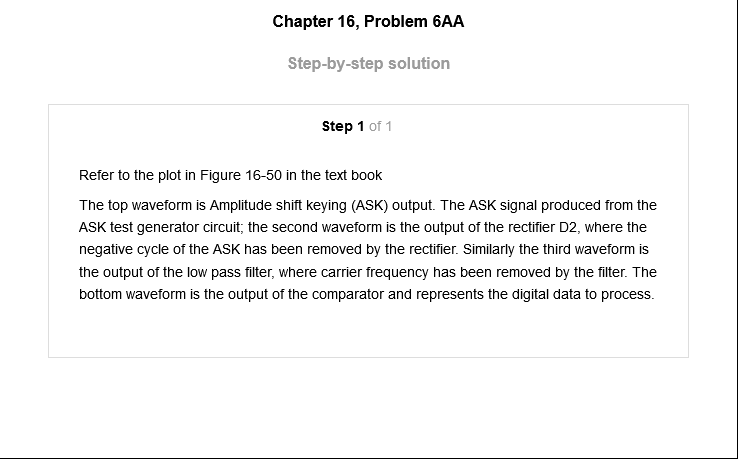 Chapter 16, Problem 6AA
Step-by-step solution
Step 1 of 1
Refer to the plot in Figure 16-50 in the text book
The top waveform is Amplitude shift keying (ASK) output. The ASK signal produced from the
ASK test generator circuit; the second waveform is the output of the rectifier D2, where the
negative cycle of the ASK has been removed by the rectifier. Similarly the third waveform is
the output of the low pass filter, where carrier frequency has been removed by the filter. The
bottom waveform is the output of the comparator and represents the digital data to process.